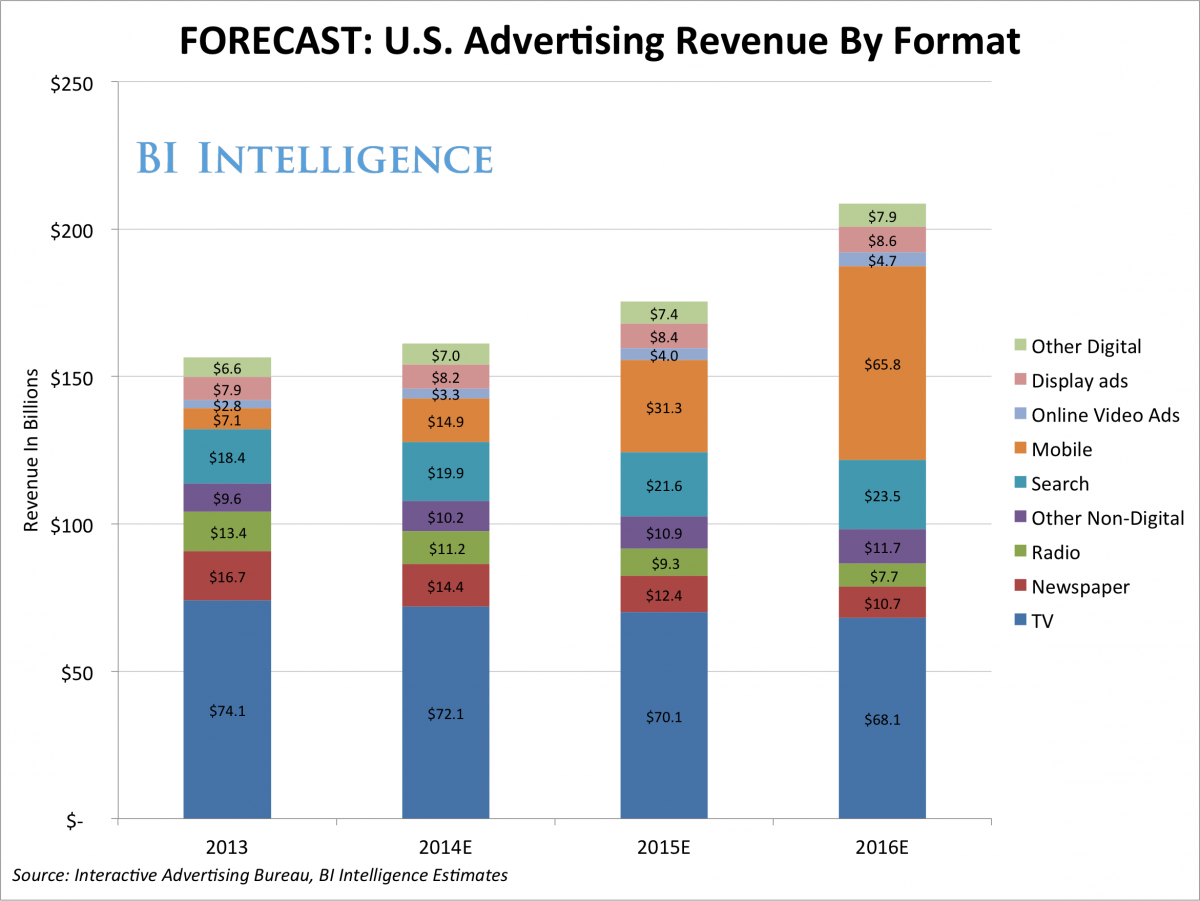 FORECAST: U.S. Advertising Revenue By Format
$250
BI INTELLIGENCE
$200
$150
$100
$50
$-
Revenue In Billions
$6.6
$7.9
$2.8
$7.1
$18.4
$9.6
$13.4
$16.7
$74.1
$7.0
$8.2
$3.3
$14.9
$19.9
$10.2
$11.2
$14.4
$72.1
$7.4
$8.4
$4.0
$31.3
$21.6
$10.9
$9.3
$12.4
$70.1
$7.9
$8.6
$4.7
$65.8
$23.5
$11.7
$7.7
$10.7
$68.1
Other Digital
Display ads
Online Video Ads
Mobile
Search
Other Non-Digital
Radio
Newspaper
TV
2013
2014E
2015E
2016E
Source: Interactive Advertising Bureau, BI Intelligence Estimates